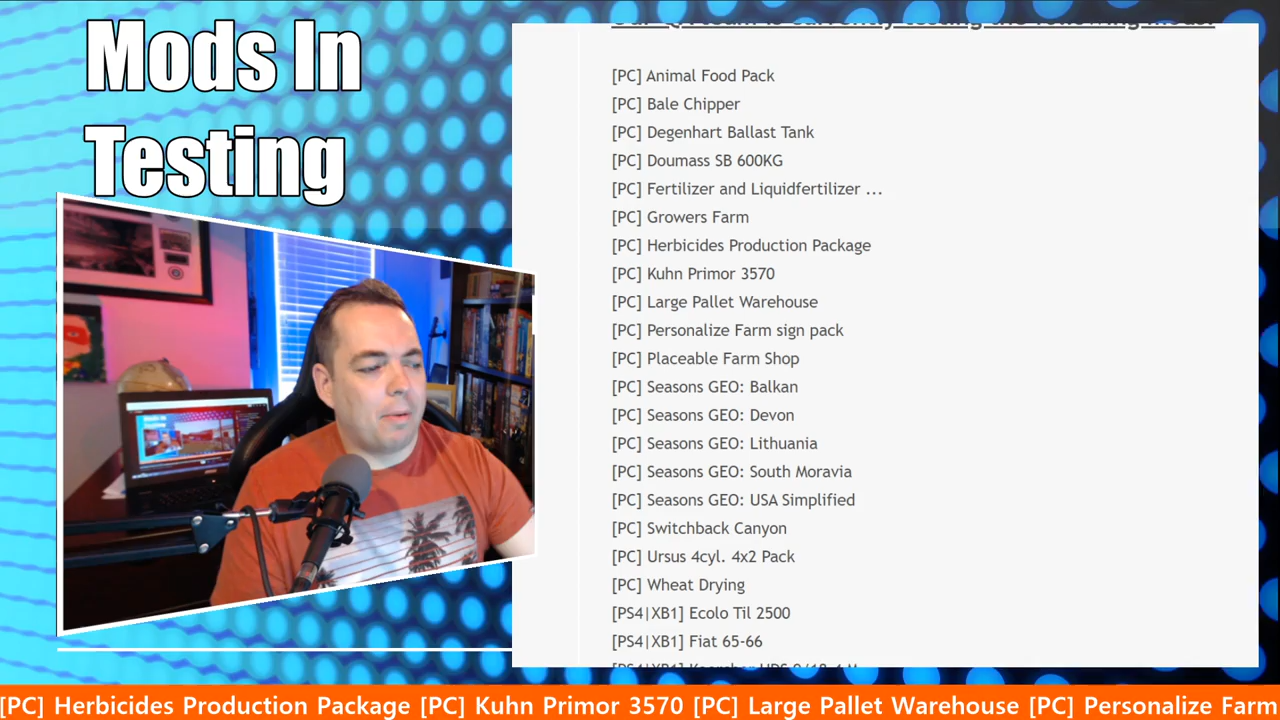 Mods In
Testing
[PC] Animal Food Pack
[PC] Bale Chipper
[PC] Degenhart Ballast Tank
[PC] Doumass SB 600KG
[PC] Fertilizer and Liquidfertilizer ...
[PC] Growers Farm
[PC] Herbicides Production Package
[PC] Kuhn Primor 3570
[PC] Large Pallet Warehouse
[PC] Personalize Farm sign pack
[PC] Placeable Farm Shop
[PC] Seasons GEO: Balkan
[PC] Seasons GEO: Devon
[PC] Seasons GEO: Lithuania
[PC] Seasons GEO: South Moravia
[PC] Seasons GEO: USA Simplified
[PC] Switchback Canyon
[PC] Ursus 4cyl. 4x2 Pack
[PC] Wheat Drying
[PS4|XB1] Ecolo Til 2500
[PS4|XB1] Fiat 65-66
[PC] Herbicides Production Package [PC] Kuhn Primor 3570 [PC] Large Pallet Warehouse [PC] Personalize Farm